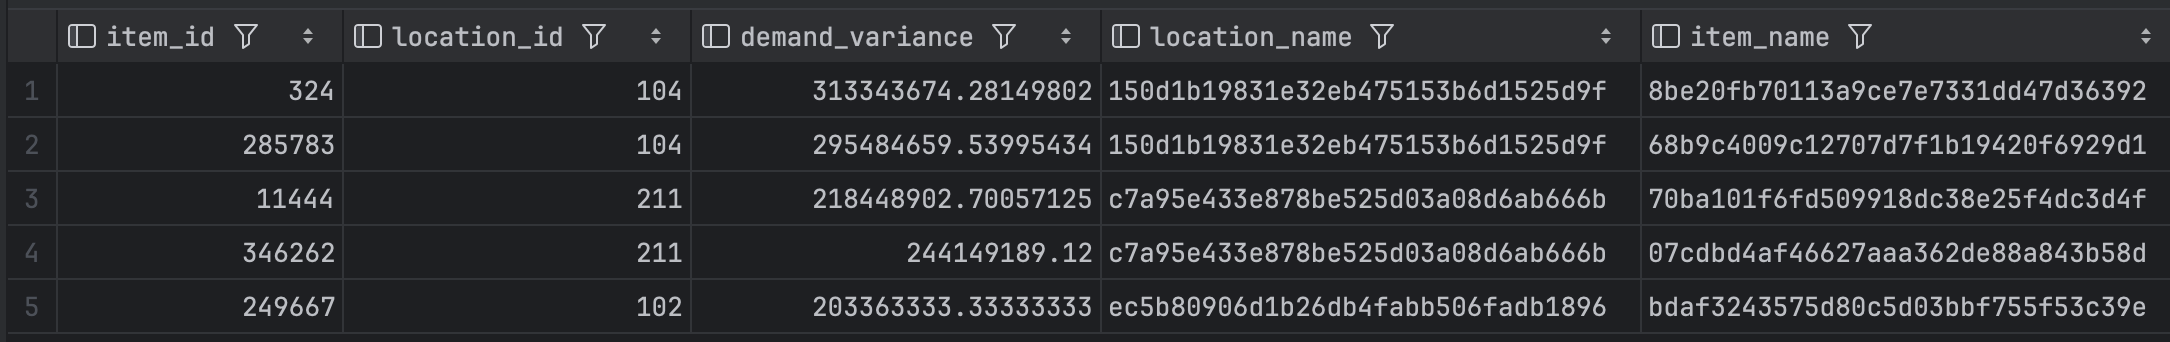 item_id location_id demand_variance location_name item_name
1 324 104 313343674.28149802 150d1b19831e32eb475153b6d1525d9f 8be20fb70113a9ce7e7331dd47d36392
2 285783 104 295484659.53995434 150d1b19831e32eb475153b6d1525d9f 68b9c4009c12707d7f1b19420f6929d1
3 11444 211 218448902.70057125 c7a95e433e878be525d03a08d6ab666b 70ba101f6fd509918dc38e25f4dc3d4f
4 346262 211 244149189.12 c7a95e433e878be525d03a08d6ab666b 07cdbd4af46627aaa362de88a843b58d
5 249667 102 203363333.33333333 ec5b80906d1b26db4fabb506fadb1896 bdaf3243575d80c5d03bbf755f53c39e